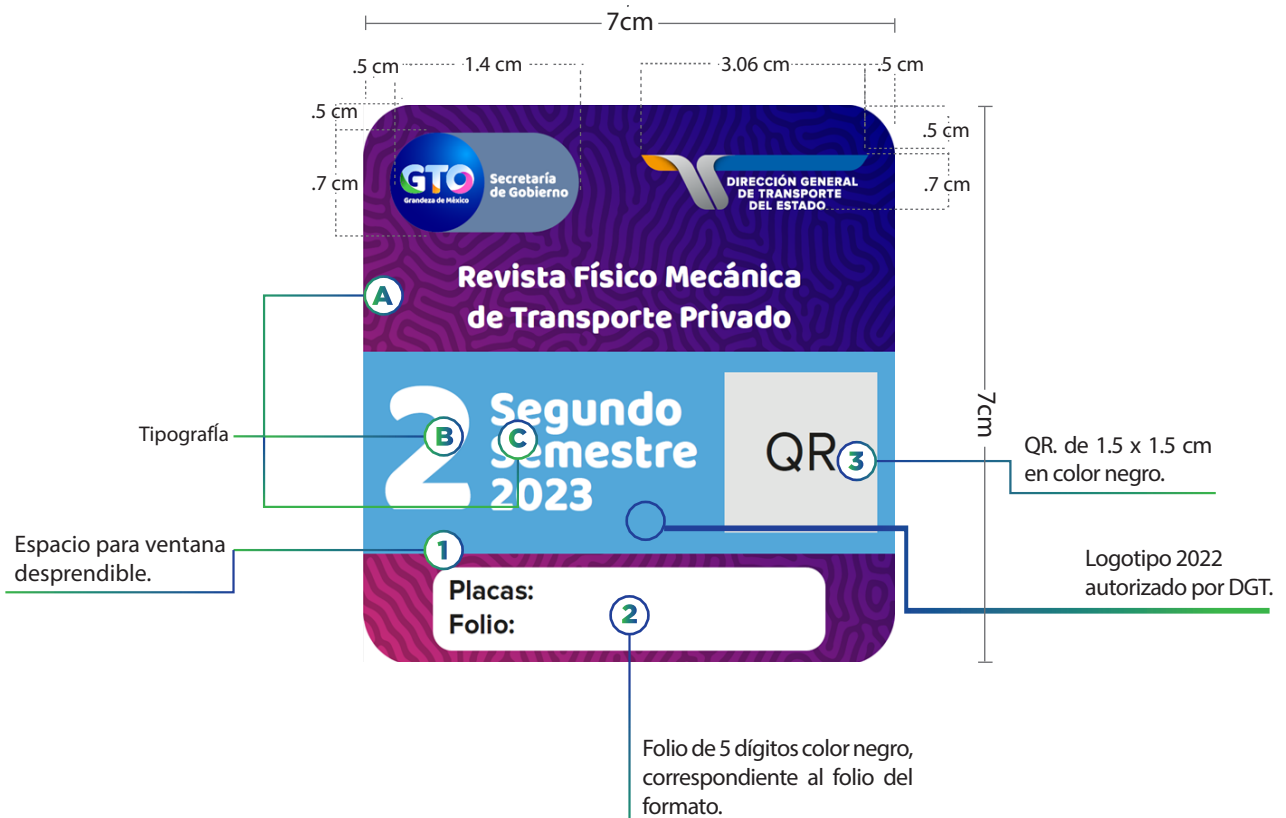 7cm
.5 cm
1.4 cm
3.06 cm
.5 cm
.5 cm
.5 cm
.7 cm
.7 cm
GTO
Grandeza de México
Secretaría
de Gobierno
DIRECCIÓN GENERAL
DE TRANSPORTE
DEL ESTADO
Revista Físico Mecánica
de Transporte Privado
A
Tipografía
2
B
Segundo
Semestre
2023
C
QR
3
7cm
QR. de 1.5 x 1.5 cm
en color negro.
Espacio para ventana
desprendible.
1
Logotipo 2022
autorizado por DGT.
Placas:
Folio:
2
Folio de 5 dígitos color negro,
correspondiente al folio del
formato.